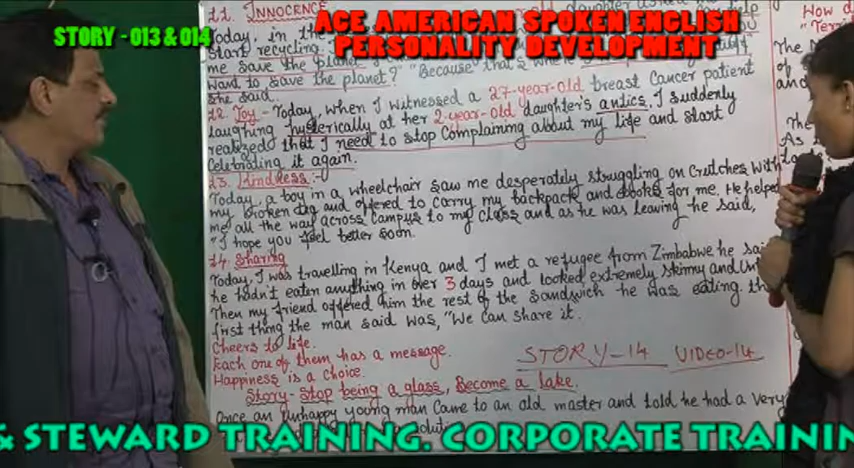 STORY - 013 & 014
ACE AMERICAN SPOKEN ENGLISH
PERSONALITY DEVELOPMENT
11. INNOCENCE
daughter asked
Today, in th
start recycling.
me save the planet
want to save the planet?" "Because that's where
she said.
12. Joy - Today, when I witnessed a 27-year-old breast cancer patient
laughing hysterically at her 2-year-old daughter's antics, I suddenly
realized that I need to stop complaining about my life and start
Celebrating it again.
13. Kindness:-
Today, a boy in a wheelchair saw me desperately struggling on crutches with
my broken leg and offered to carry my backpack and books for me. He helped
me all the way across campus to my class and as he was leaving he said,
"I hope you feel better soon.
14. Sharing
Today, I was travelling in Kenya and I met a refugee from Zimbabwe he sai
he hadn't eaten anything in over 3 days and looked extremely skinny and
Then my friend offered him the rest of the sandwich he was eating. th
first thing the man said was, "We can share it.
Cheers to life.
Each one of them has a message.
Happiness is a choice.
STORY-14 VIDEO-14
Story- Stop being a glass, Become a lake.
Once an unhappy young man came to an old master and told he had a very
How d
The
of
and
The
As
& STEWARD TRAINING. CORPORATE TRAININ